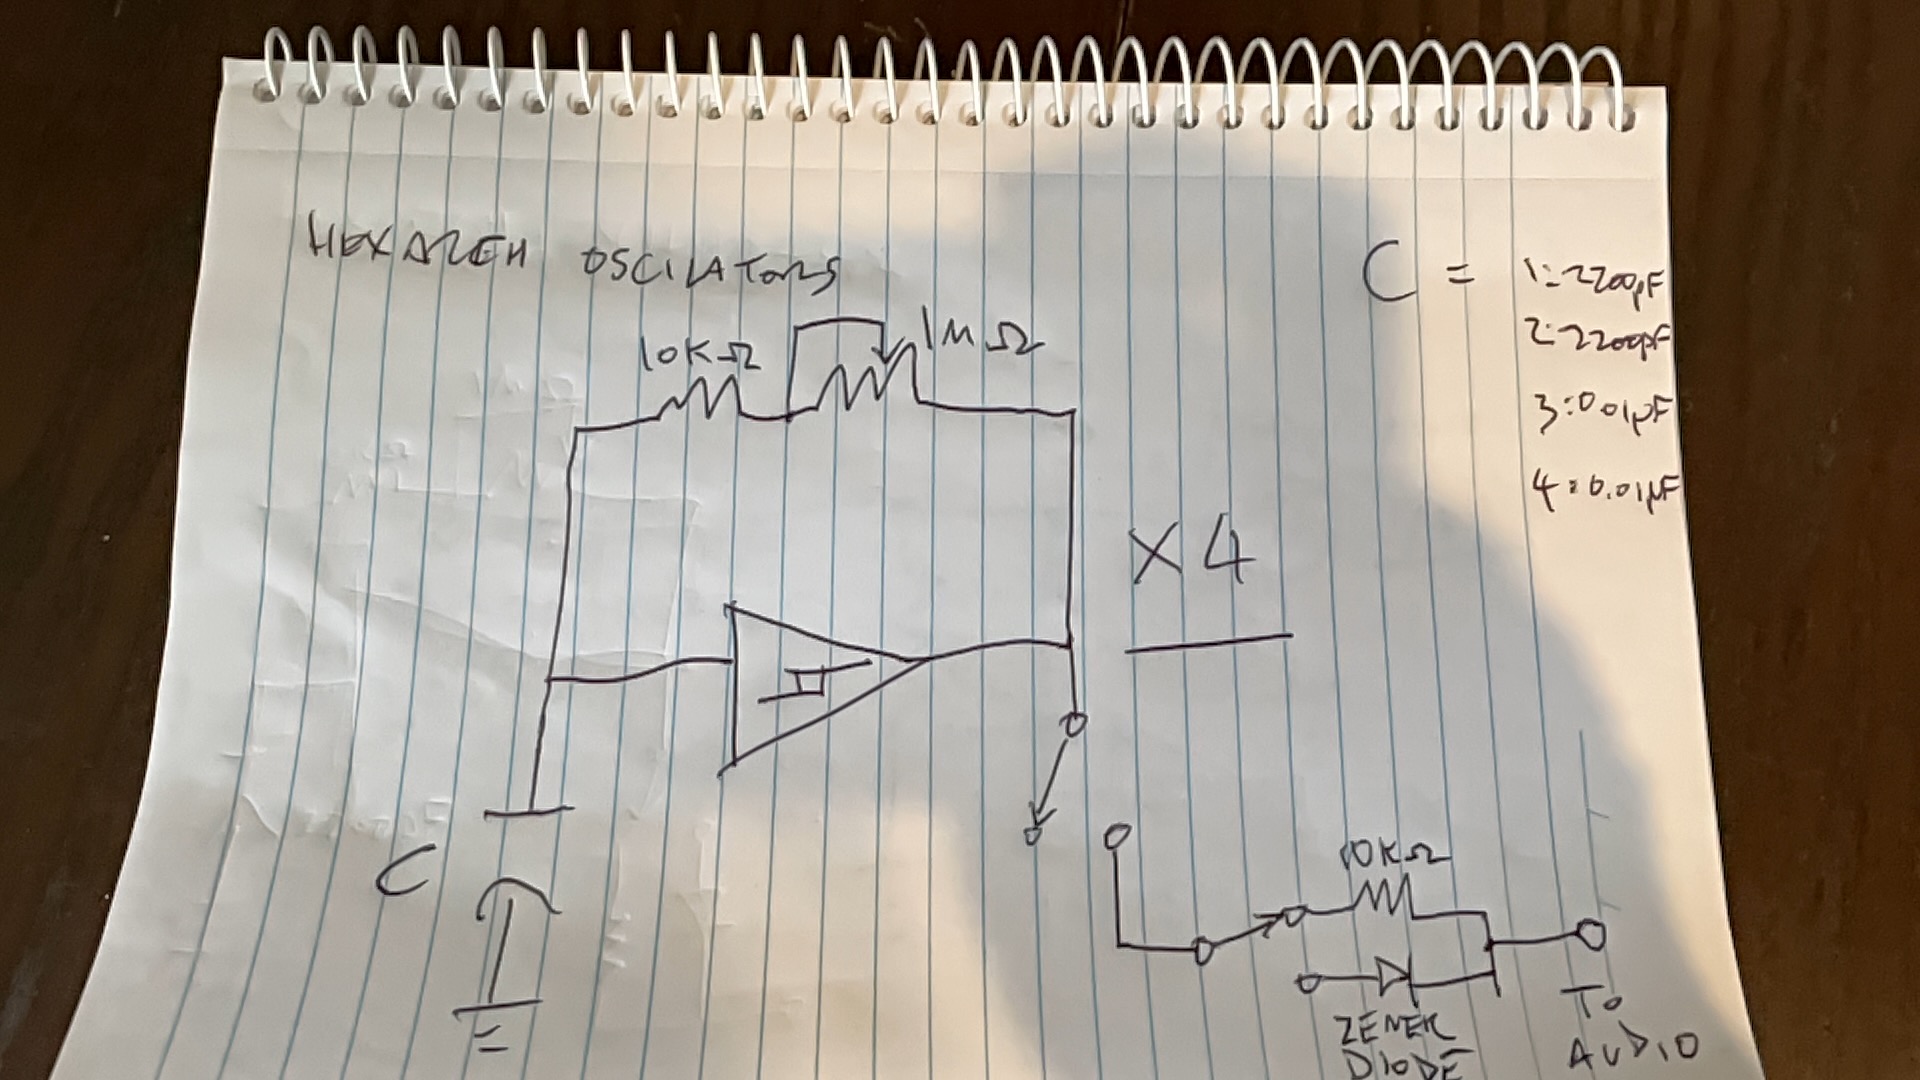 HEXAREH OSCILATORS
C = 1: 2200pF
2: 2200pF
3: 0.01µF
4: 0.01µF
10KΩ
1MΩ
X4
C
10KΩ
ZENER
DIODE
TO
AUDIO